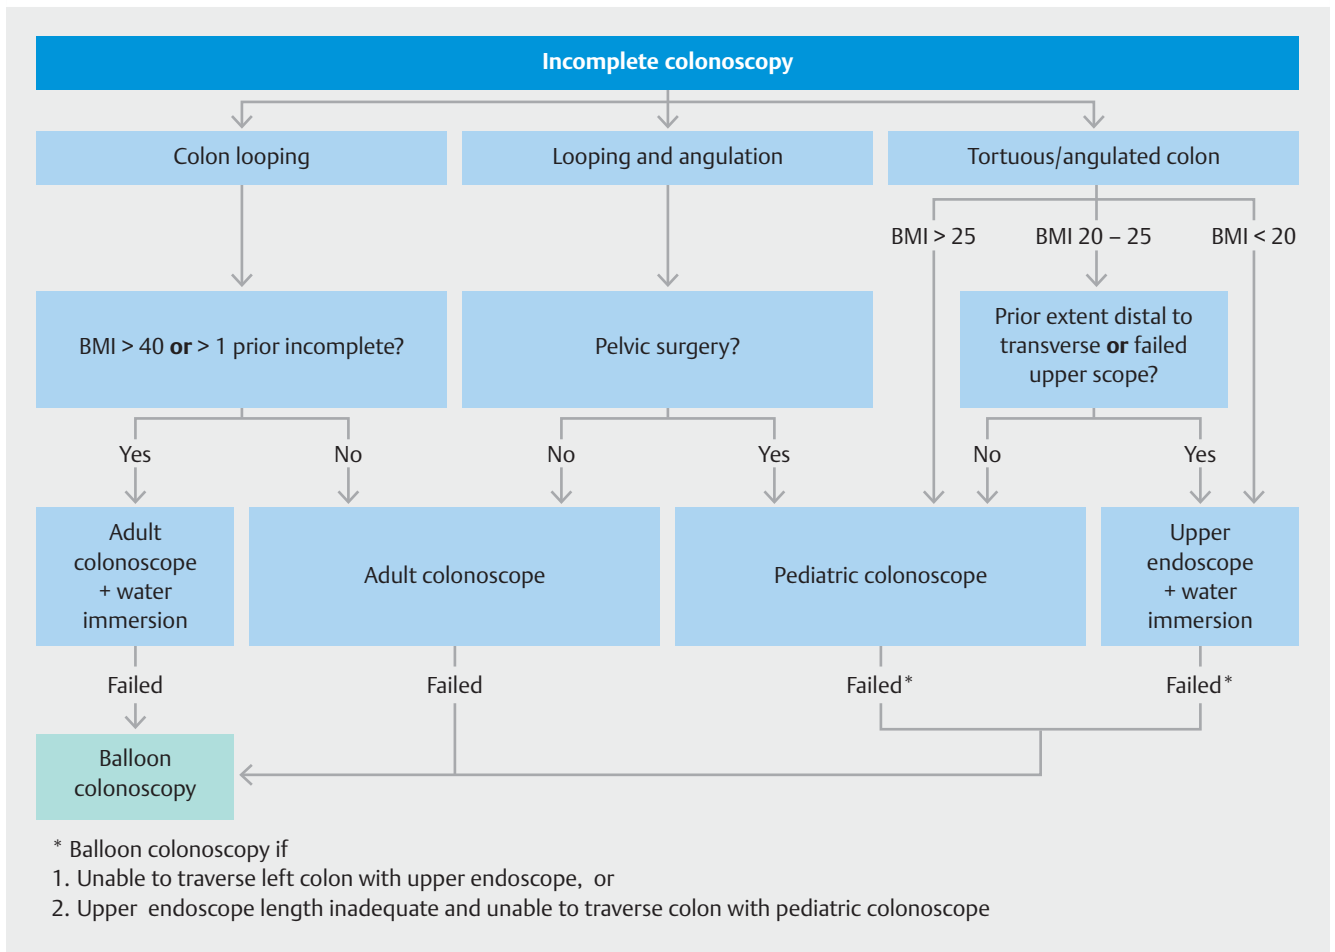 Incomplete colonoscopy
Colon looping
Looping and angulation
Tortuous/angulated colon
BMI > 25
BMI 20 – 25
BMI < 20
BMI > 40 or > 1 prior incomplete?
Pelvic surgery?
Prior extent distal to
transverse or failed
upper scope?
Yes
No
No
Yes
No
Yes
Adult
colonoscope
+ water
immersion
Adult colonoscope
Pediatric colonoscope
Upper
endoscope
+ water
immersion
Failed
Failed
Failed*
Failed*
Balloon
colonoscopy
* Balloon colonoscopy if
1. Unable to traverse left colon with upper endoscope, or
2. Upper endoscope length inadequate and unable to traverse colon with pediatric colonoscope